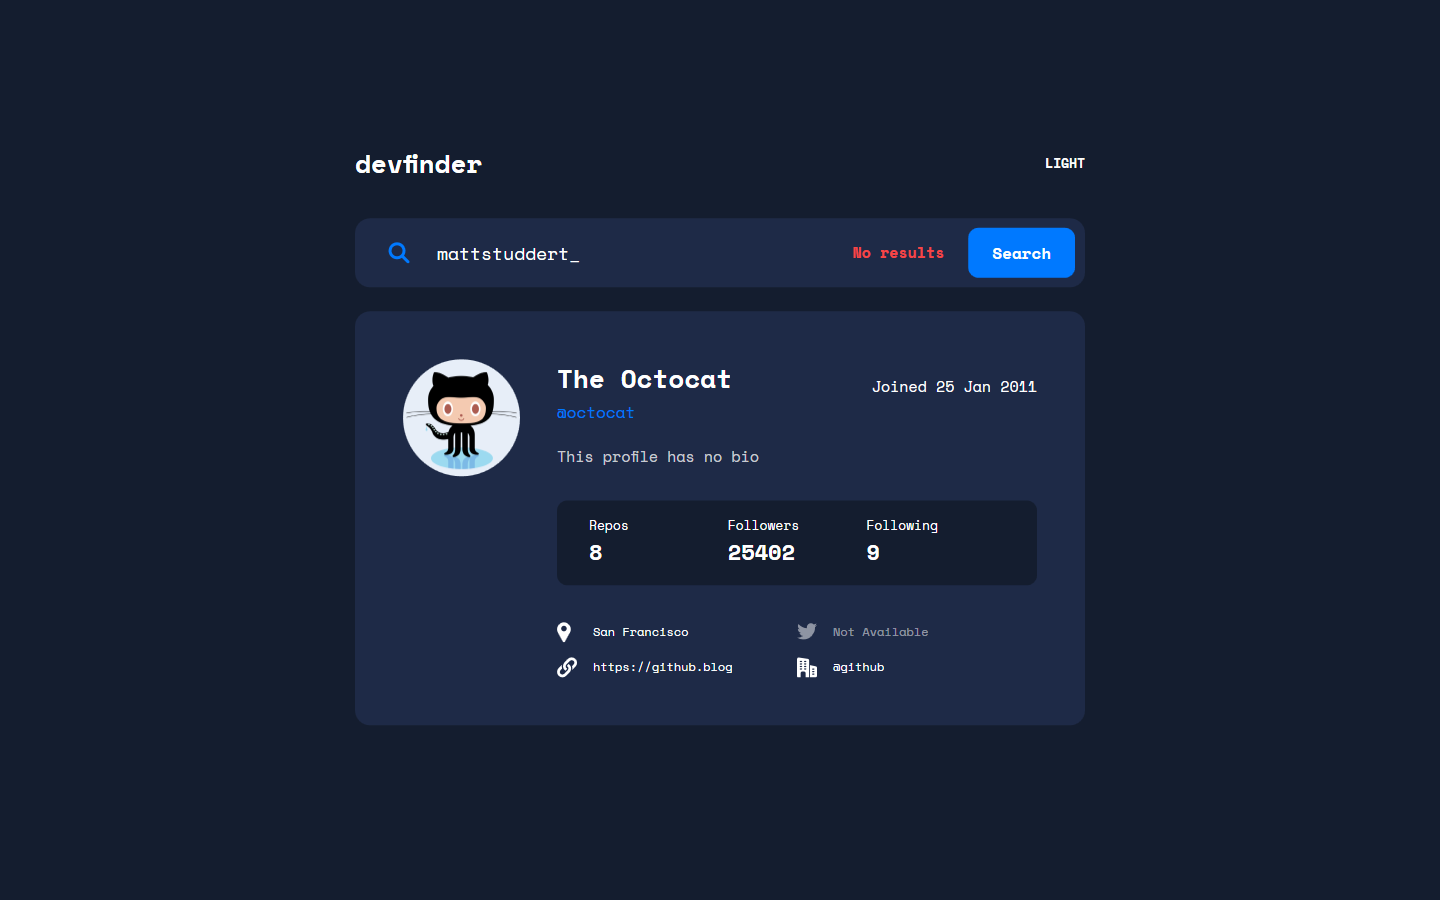 devfinder
LIGHT
mattstuddert_
No results
Search
The Octocat
Joined 25 Jan 2011
@octocat
This profile has no bio
Repos
Followers
Following
8
25402
9
San Francisco
Not Available
https://github.blog
@github